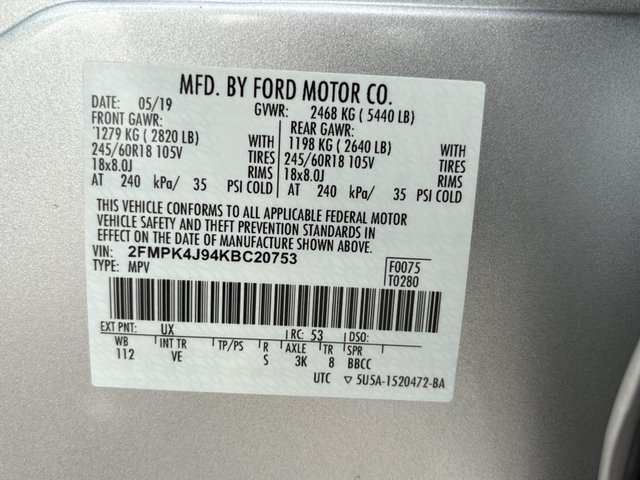 MFD. BY FORD MOTOR CO.
DATE: 05/19 GVWR: 2468 KG ( 5440 LB)
FRONT GAWR: REAR GAWR:
1279 KG ( 2820 LB) WITH 1198 KG ( 2640 LB) WITH
245/60R18 105V TIRES 245/60R18 105V TIRES
18x8.0J RIMS 18x8.0J RIMS
AT 240 kPa/ 35 PSI COLD AT 240 kPa/ 35 PSI COLD
THIS VEHICLE CONFORMS TO ALL APPLICABLE FEDERAL MOTOR
VEHICLE SAFETY AND THEFT PREVENTION STANDARDS IN
EFFECT ON THE DATE OF MANUFACTURE SHOWN ABOVE.
VIN: 2FMPK4J94KBC20753 F0075
TYPE: MPV T0280
EXT PNT: UX RC: 53 DSO:
WB INT TR TP/PS R AXLE TR SPR
112 VE S 3K 8 BBCC
UTC ▽ 5U5A-1520472-BA